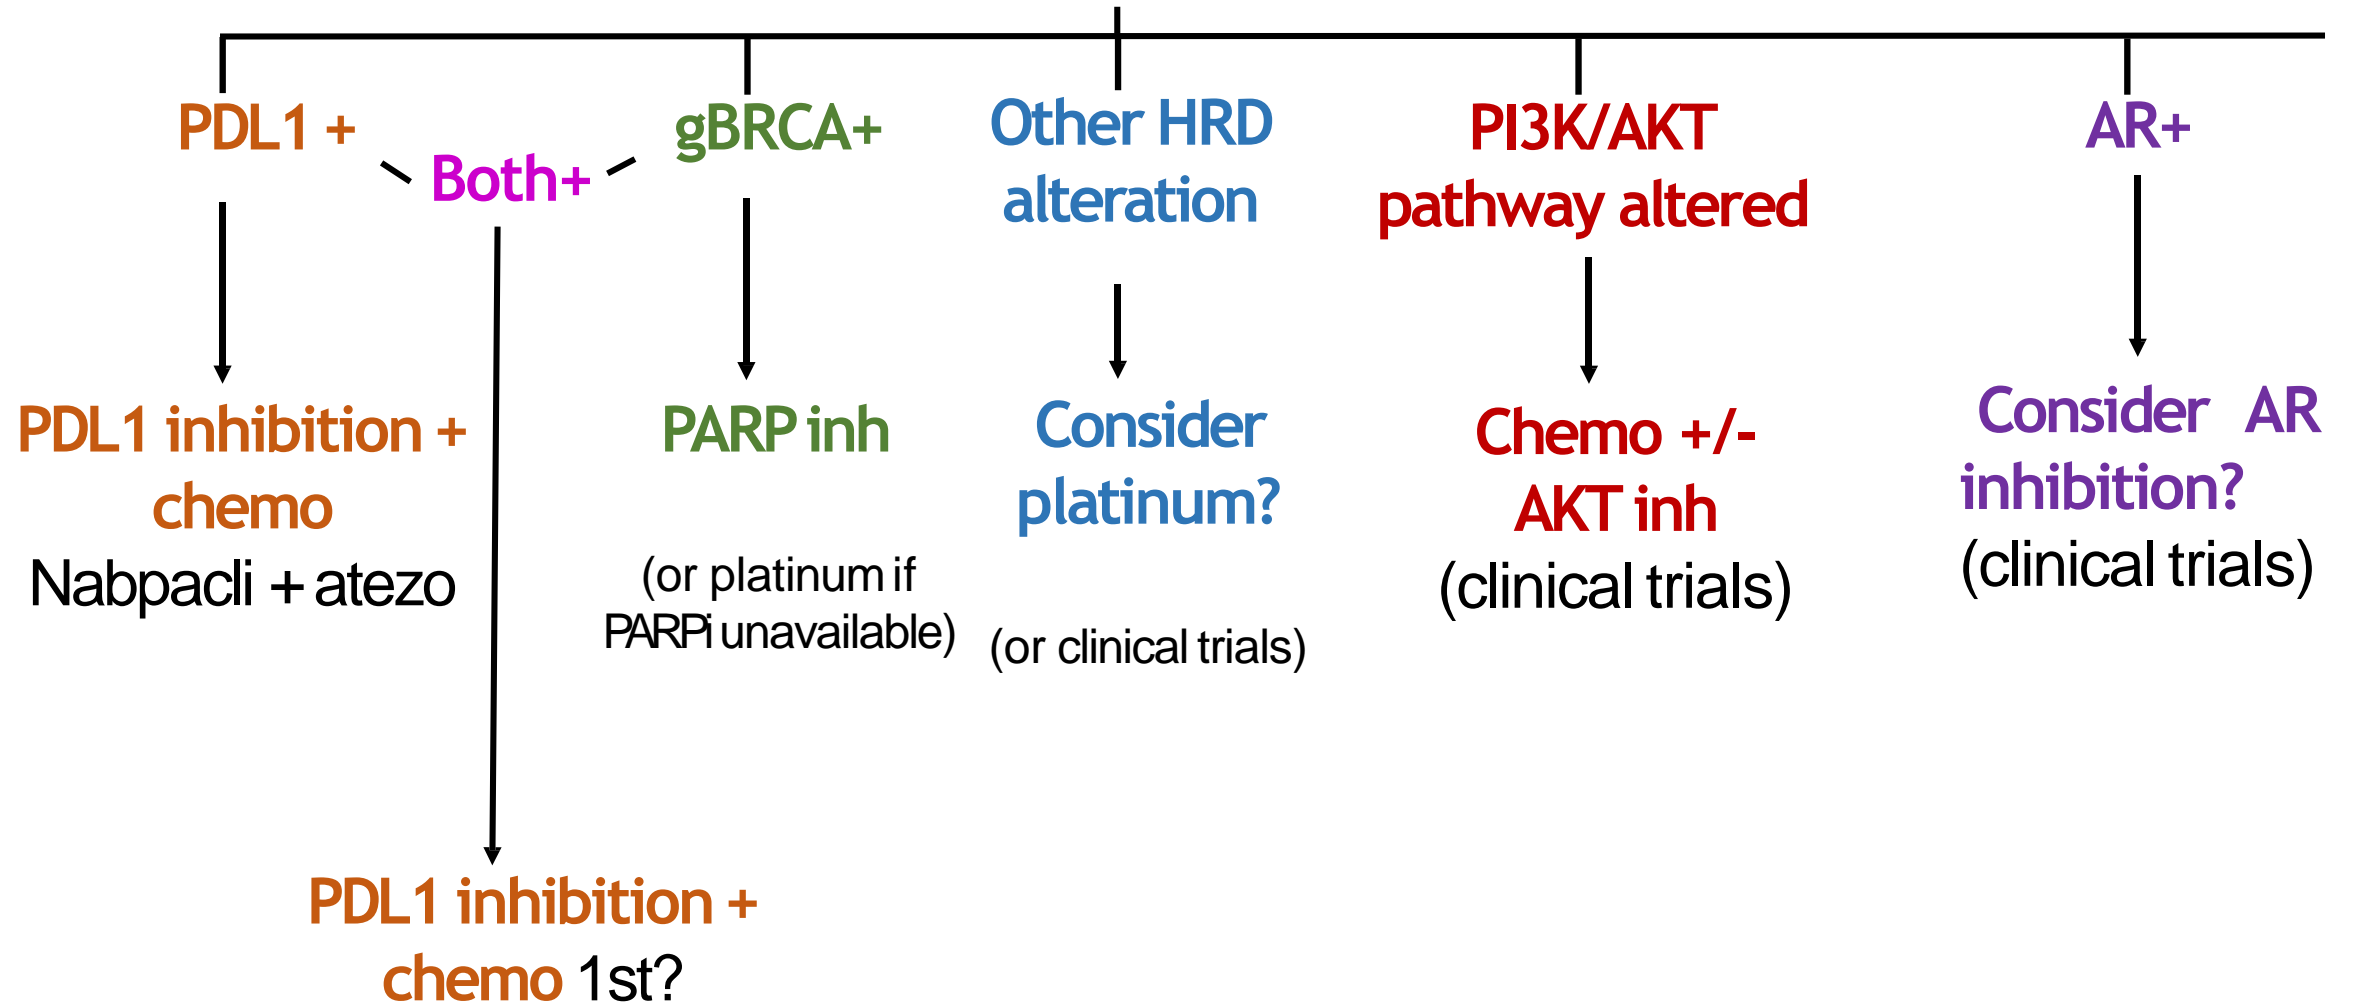 PDL1 +
Both+
gBRCA+
Other HRD
alteration
PI3K/AKT
pathway altered
AR+
PDL1 inhibition +
chemo
Nabpacli + atezo
PARP inh
(or platinum if
PARPi unavailable)
Consider
platinum?
(or clinical trials)
Chemo +/-
AKT inh
(clinical trials)
Consider AR
inhibition?
(clinical trials)
PDL1 inhibition +
chemo 1st?